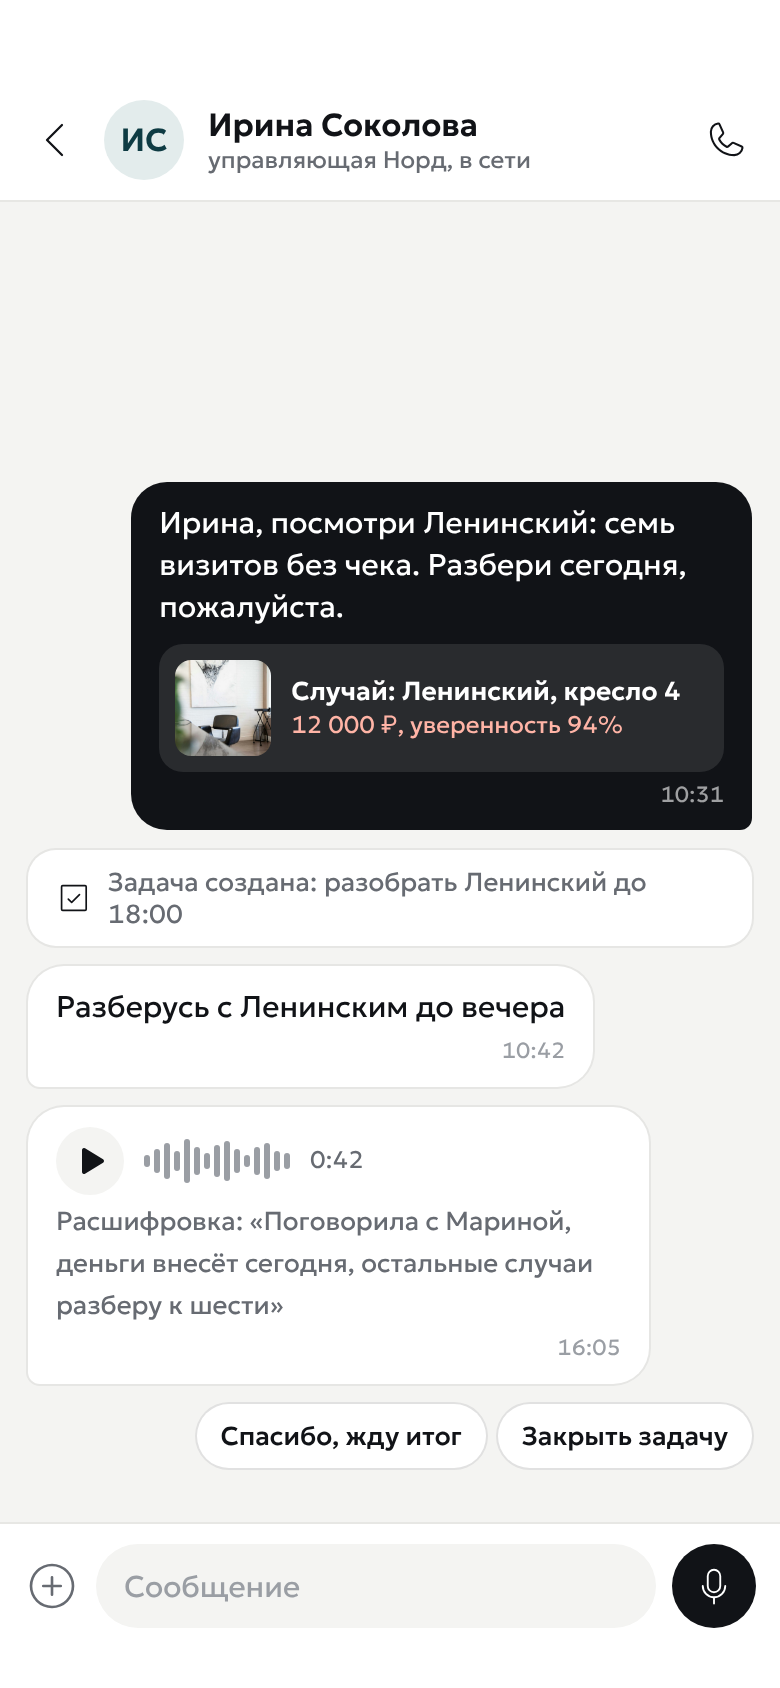 ИС
Ирина Соколова
управляющая Норд, в сети
Ирина, посмотри Ленинский: семь
визитов без чека. Разбери сегодня,
пожалуйста.
Случай: Ленинский, кресло 4
12 000 ₽, уверенность 94%
10:31
Задача создана: разобрать Ленинский до
18:00
Разберусь с Ленинским до вечера
10:42
0:42
Расшифровка: «Поговорила с Мариной,
деньги внесёт сегодня, остальные случаи
разберу к шести»
16:05
Спасибо, жду итог
Закрыть задачу
Сообщение